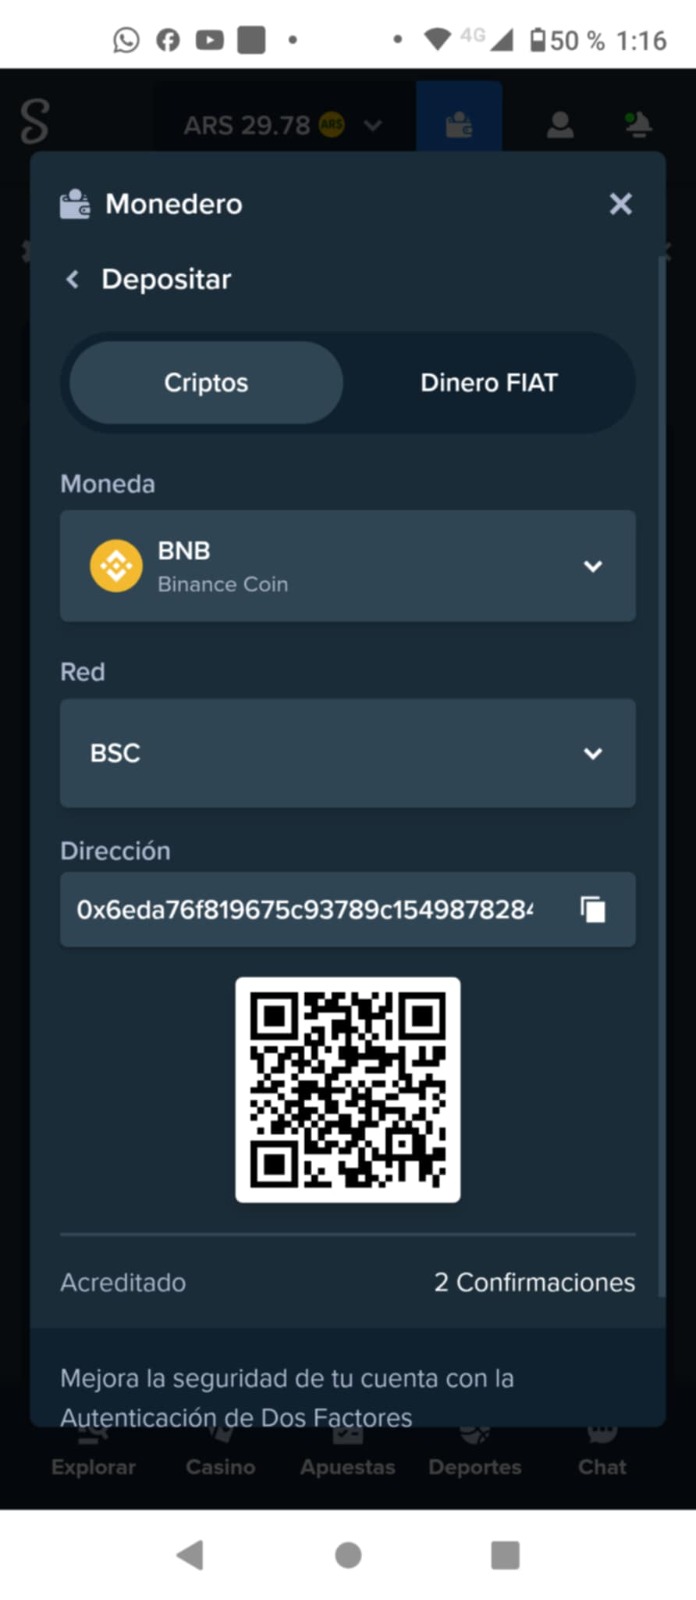 4G 50 % 1:16
S ARS 29.78 ARS
Monedero
Depositar
Criptos Dinero FIAT
Moneda
BNB
Binance Coin
Red
BSC
Dirección
0x6eda76f819675c93789c1549878284
Acreditado 2 Confirmaciones
Mejora la seguridad de tu cuenta con la
Autenticación de Dos Factores
Explorar Casino Apuestas Deportes Chat